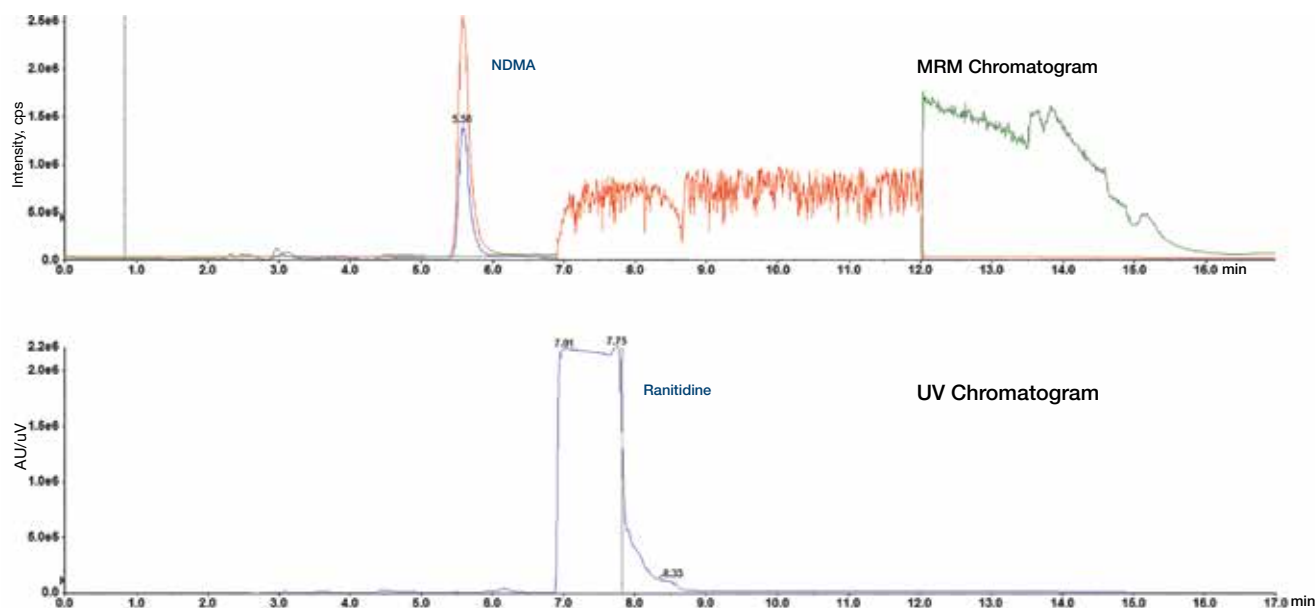 2.5e6
NDMA
MRM Chromatogram
2.0e6
1.5e6
5.58
Intensity, cps
1.0e6
5.0e5
0.0
0.0 1.0 2.0 3.0 4.0 5.0 6.0 7.0 8.0 9.0 10.0 11.0 12.0 13.0 14.0 15.0 16.0 min
2.2e6
7.01 7.75
2.0e6
Ranitidine
UV Chromatogram
1.5e6
AU/uV
1.0e6
5.0e5
8.33
0.0
0.0 1.0 2.0 3.0 4.0 5.0 6.0 7.0 8.0 9.0 10.0 11.0 12.0 13.0 14.0 15.0 16.0 17.0 min